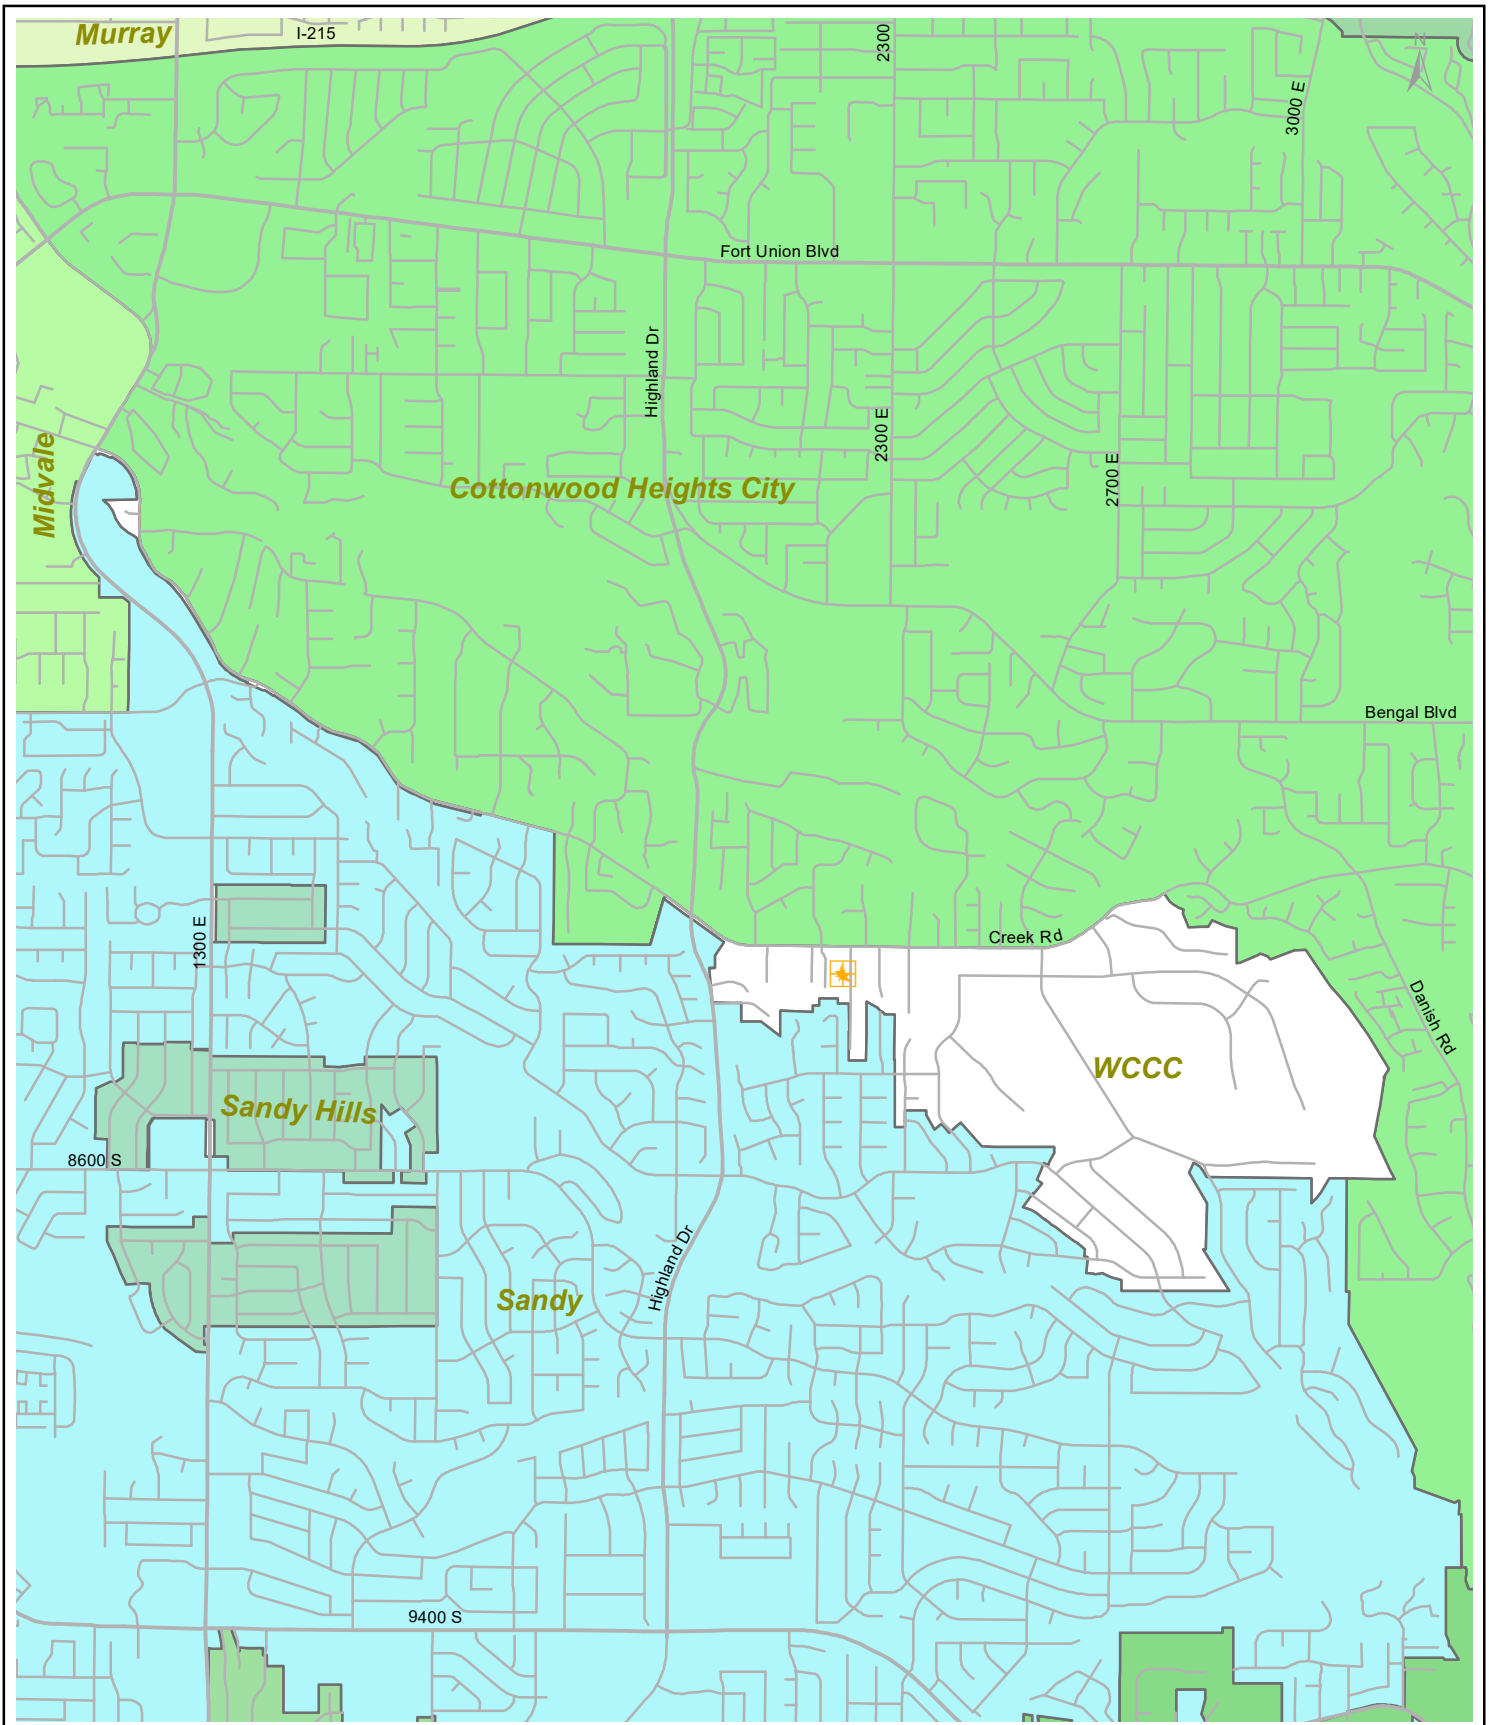 Murray
I-215
2300
N
3000 E
Fort Union Blvd
Highland Dr
2300 E
Midvale
2700 E
Cottonwood Heights City
Bengal Blvd
1300 E
Creek Rd
Danish Rd
WCCC
Sandy Hills
8600 S
Highland Dr
Sandy
9400 S